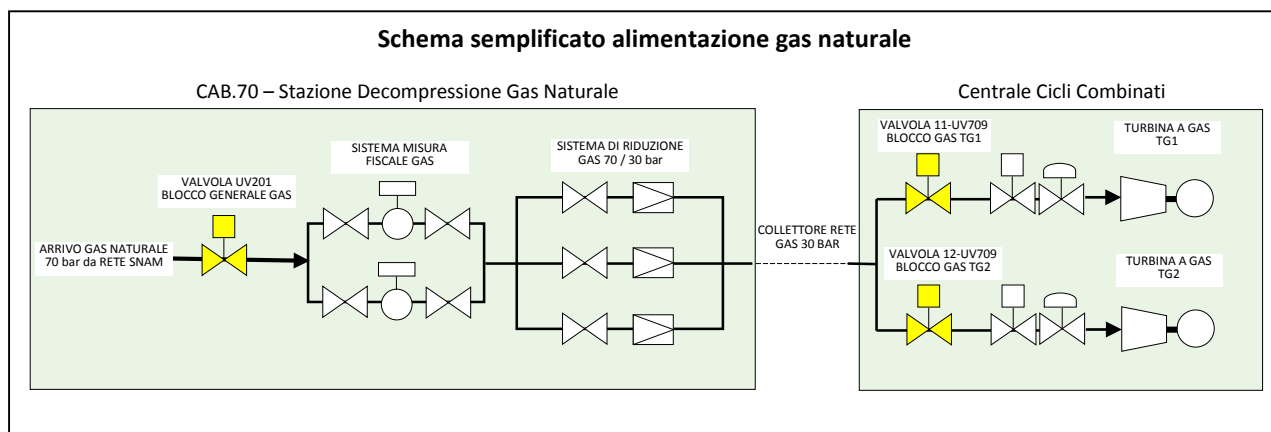 Schema semplificato alimentazione gas naturale
CAB.70 – Stazione Decompressione Gas Naturale
Centrale Cicli Combinati
VALVOLA UV201
BLOCCO GENERALE GAS
SISTEMA MISURA
FISCALE GAS
SISTEMA DI RIDUZIONE
GAS 70 / 30 bar
VALVOLA 11-UV709
BLOCCO GAS TG1
TURBINA A GAS
TG1
ARRIVO GAS NATURALE
70 bar da RETE SNAM
COLLETTORE RETE
GAS 30 BAR
VALVOLA 12-UV709
BLOCCO GAS TG2
TURBINA A GAS
TG2